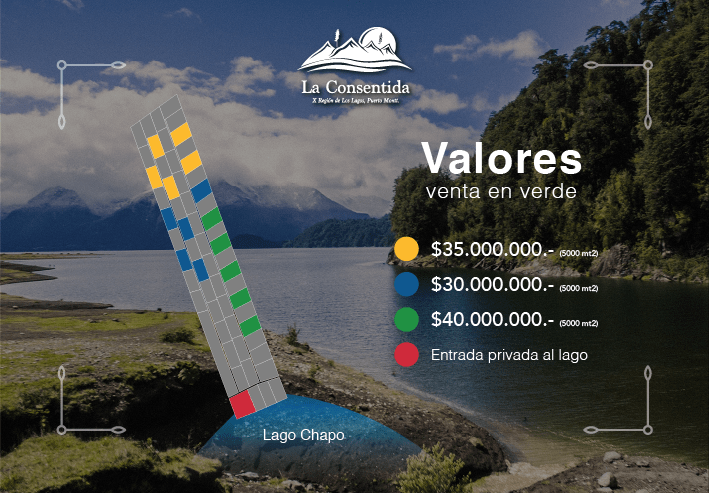 La Consentida
X Región de Los Lagos, Puerto Montt.
Valores
venta en verde
$35.000.000.- (5000 mt2)
$30.000.000.- (5000 mt2)
$40.000.000.- (5000 mt2)
Entrada privada al lago
Lago Chapo